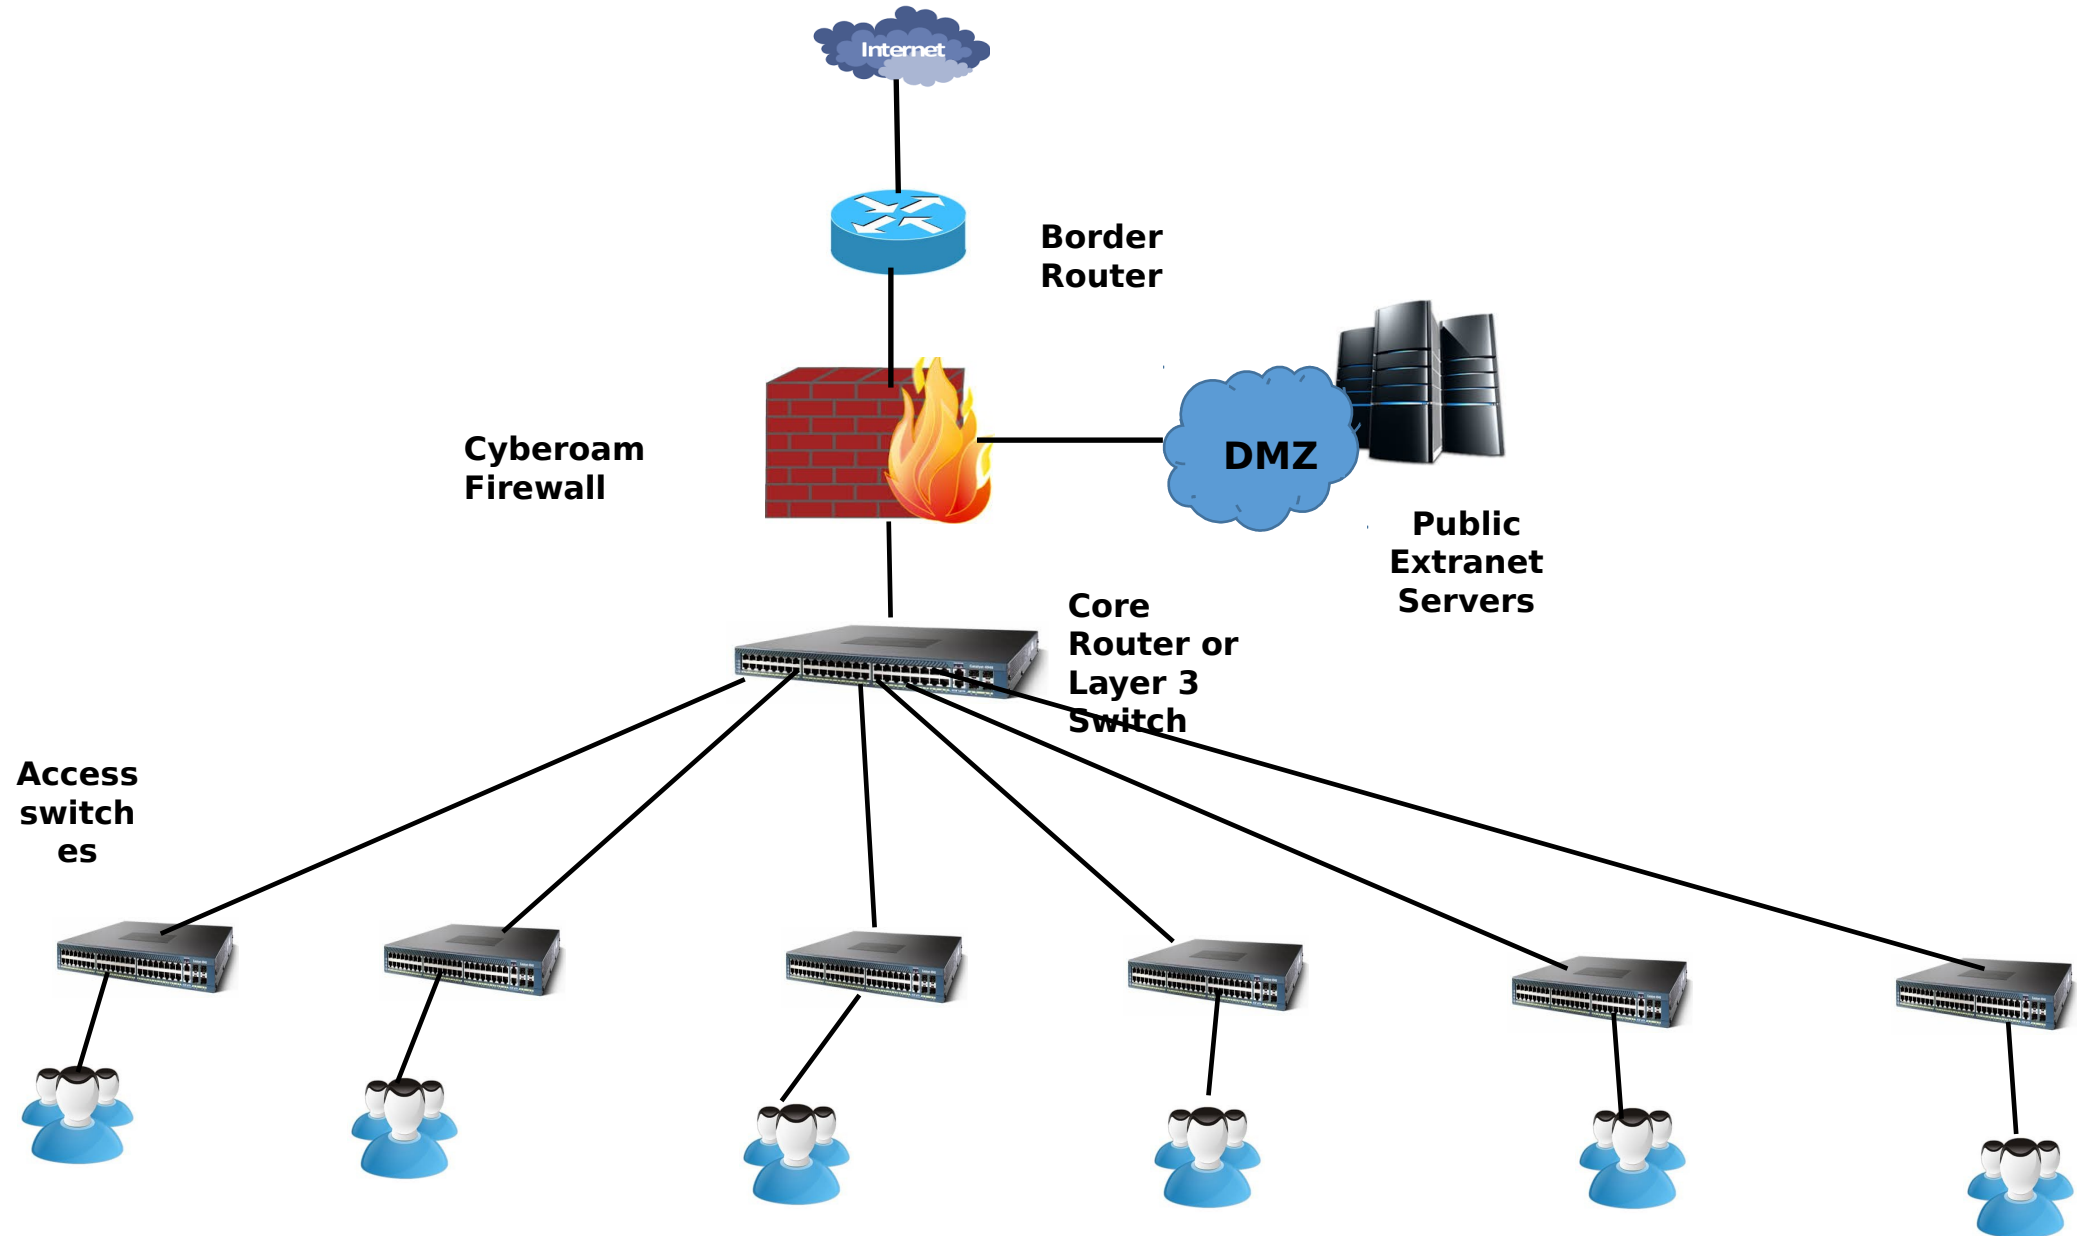 Internet
Border
Router
Cyberoam
Firewall
DMZ
Public
Extranet
Servers
Core
Router or
Layer 3
Switch
Access
switch
es